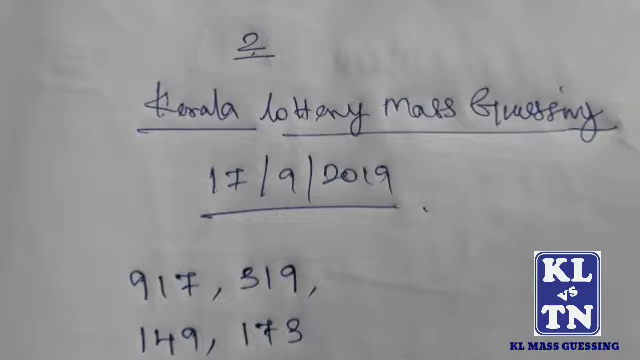 2
Kerala lottery Mass Guessing
17/9/2019.
917, 319,
149, 173
KL
VS
TN
KL MASS GUESSING